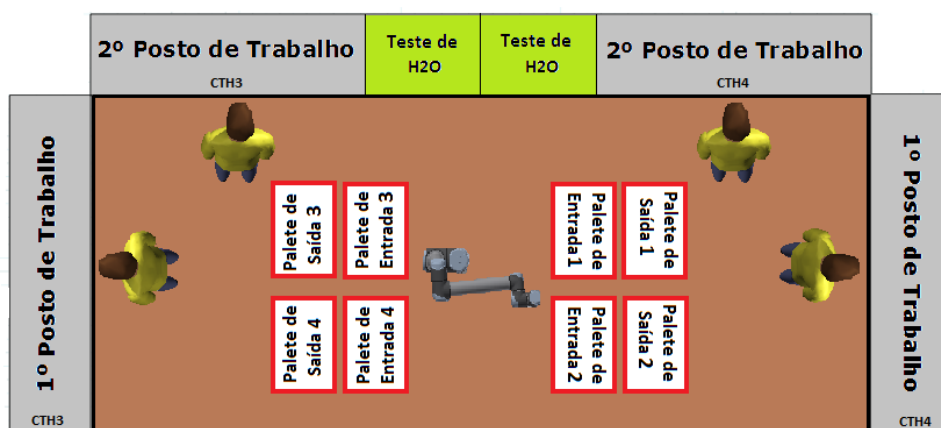 2º Posto de Trabalho
CTH3
Teste de
H2O
Teste de
H2O
2º Posto de Trabalho
CTH4
1º Posto de Trabalho
CTH3
Palete de
Saída 3
Palete de
Entrada 3
Palete de
Entrada 1
Palete de
Saída 1
Palete de
Saída 4
Palete de
Entrada 4
Palete de
Entrada 2
Palete de
Saída 2
1º Posto de Trabalho
CTH4